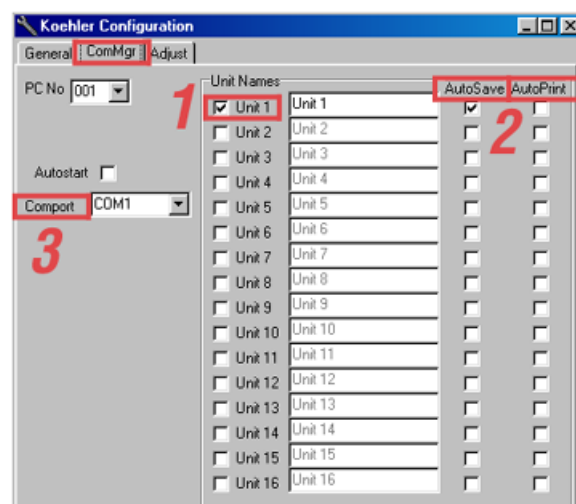 Koehler Configuration
General ComMgr Adjust
PC No 001
Unit Names AutoSave AutoPrint
1 Unit 1 Unit 1 2
Unit 2 Unit 2
Unit 3 Unit 3
Autostart Unit 4 Unit 4
Comport COM1 Unit 5 Unit 5
3 Unit 6 Unit 6
Unit 7 Unit 7
Unit 8 Unit 8
Unit 9 Unit 9
Unit 10 Unit 10
Unit 11 Unit 11
Unit 12 Unit 12
Unit 13 Unit 13
Unit 14 Unit 14
Unit 15 Unit 15
Unit 16 Unit 16